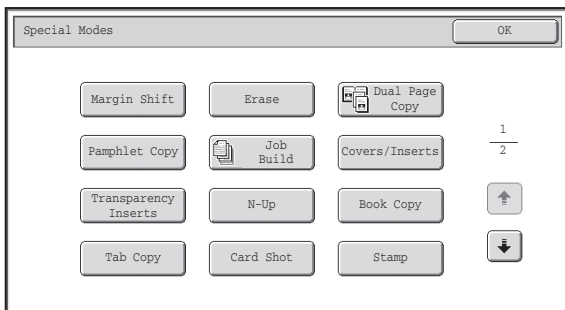 Special Modes
OK
Margin Shift
Erase
Dual Page
Copy
Pamphlet Copy
Job
Build
Covers/Inserts
1
2
Transparency
Inserts
N-Up
Book Copy
Tab Copy
Card Shot
Stamp